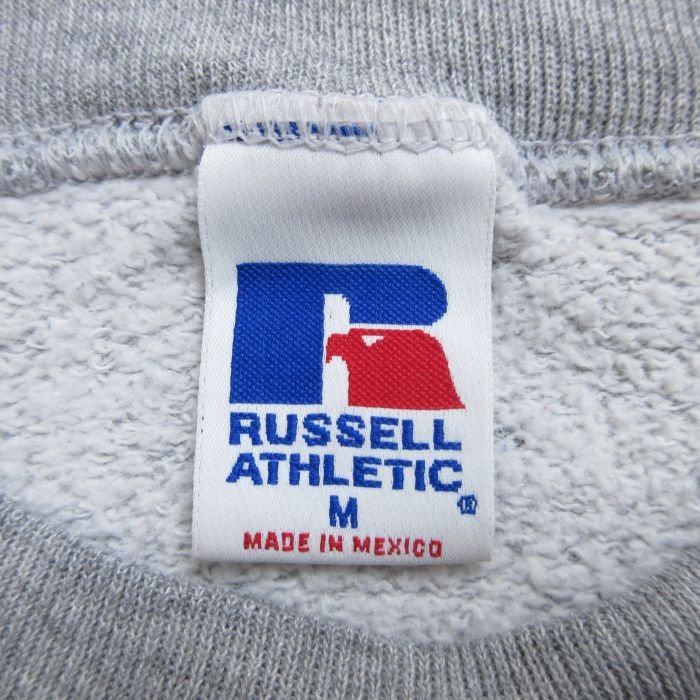 RUSSELL
ATHLETIC
®
M
MADE IN MEXICO